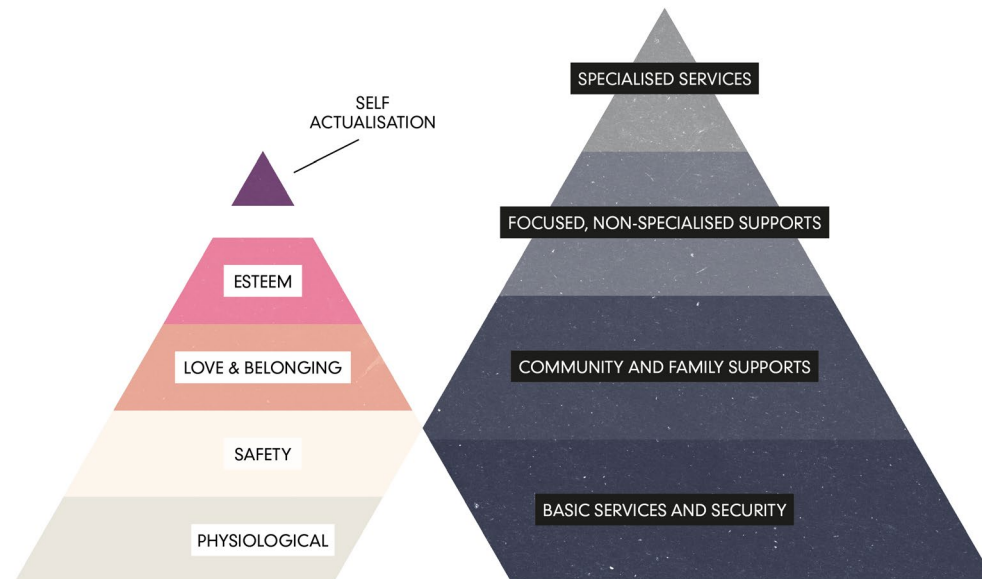 SELF
ACTUALISATION
ESTEEM
LOVE & BELONGING
SAFETY
PHYSIOLOGICAL
SPECIALISED SERVICES
FOCUSED, NON-SPECIALISED SUPPORTS
COMMUNITY AND FAMILY SUPPORTS
BASIC SERVICES AND SECURITY